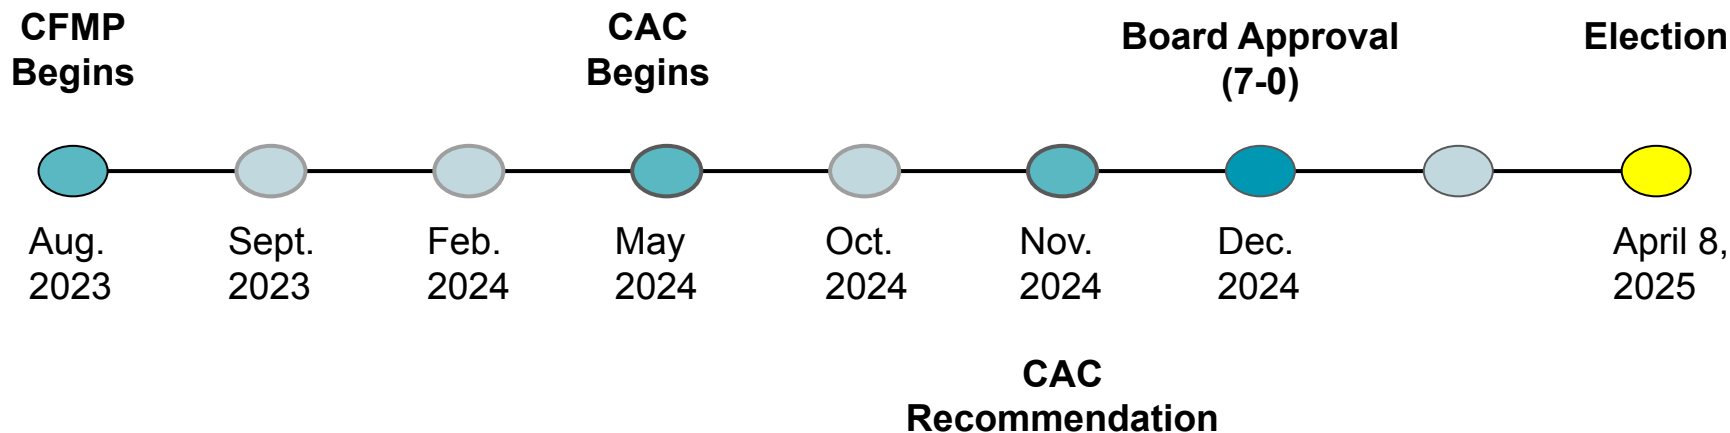 CFMP
Begins
CAC
Begins
Board Approval
(7-0)
Election
Aug.
2023
Sept.
2023
Feb.
2024
May
2024
Oct.
2024
Nov.
2024
Dec.
2024
April 8,
2025
CAC
Recommendation